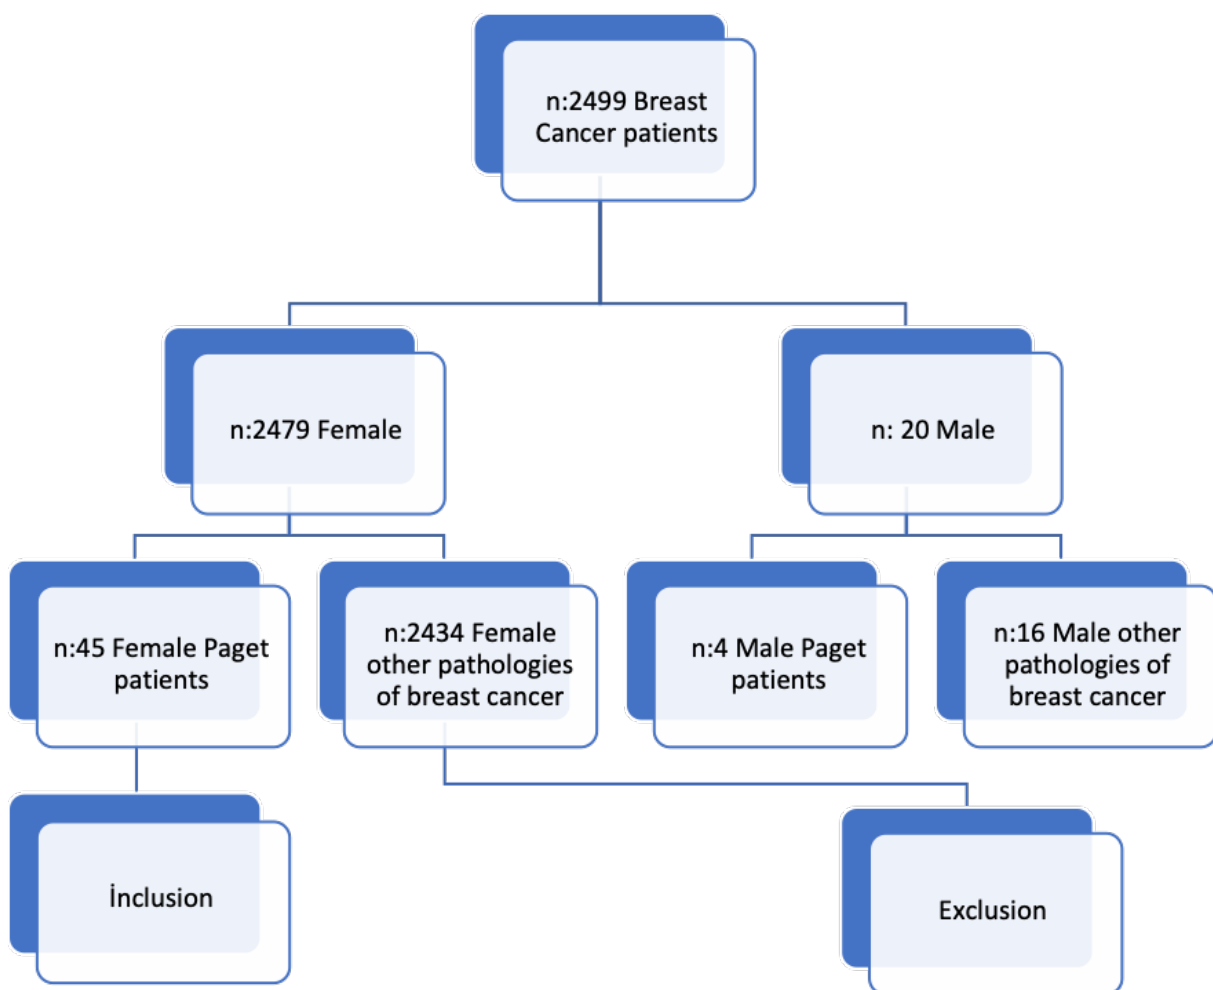 n:2499 Breast
Cancer patients
n:2479 Female
n: 20 Male
n:45 Female Paget
patients
n:2434 Female
other pathologies
of breast cancer
n:4 Male Paget
patients
n:16 Male other
pathologies of
breast cancer
İnclusion
Exclusion